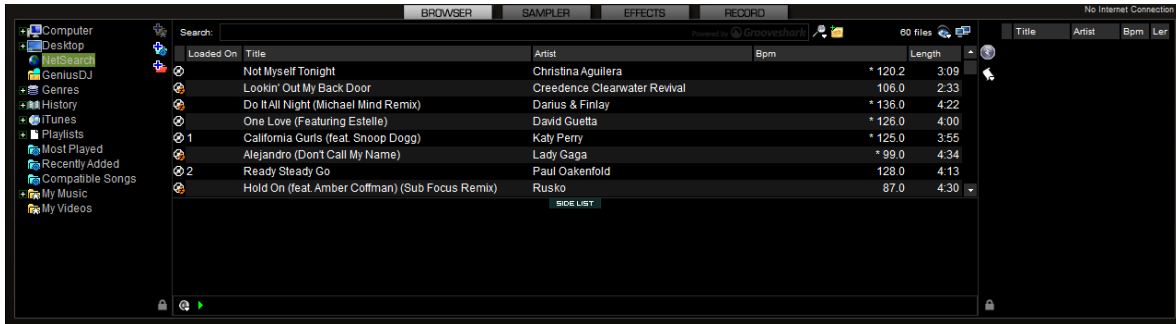 BROWSER SAMPLER EFFECTS RECORD No Internet Connection
Computer
Desktop
NetSearch
GeniusDJ
Genres
History
iTunes
Playlists
Most Played
Recently Added
Compatible Songs
My Music
My Videos
Search: Powered by Grooveshark 60 files
Loaded On Title Artist Bpm Length
Not Myself Tonight Christina Aguilera * 120.2 3:09
Lookin' Out My Back Door Creedence Clearwater Revival 106.0 2:33
Do It All Night (Michael Mind Remix) Darius & Finlay * 136.0 4:22
One Love (Featuring Estelle) David Guetta * 126.0 4:00
1 California Gurls (feat. Snoop Dogg) Katy Perry * 125.0 3:55
Alejandro (Don't Call My Name) Lady Gaga * 99.0 4:34
2 Ready Steady Go Paul Oakenfold 128.0 4:13
Hold On (feat. Amber Coffman) (Sub Focus Remix) Rusko 87.0 4:30
SIDE LIST
Title Artist Bpm Ler